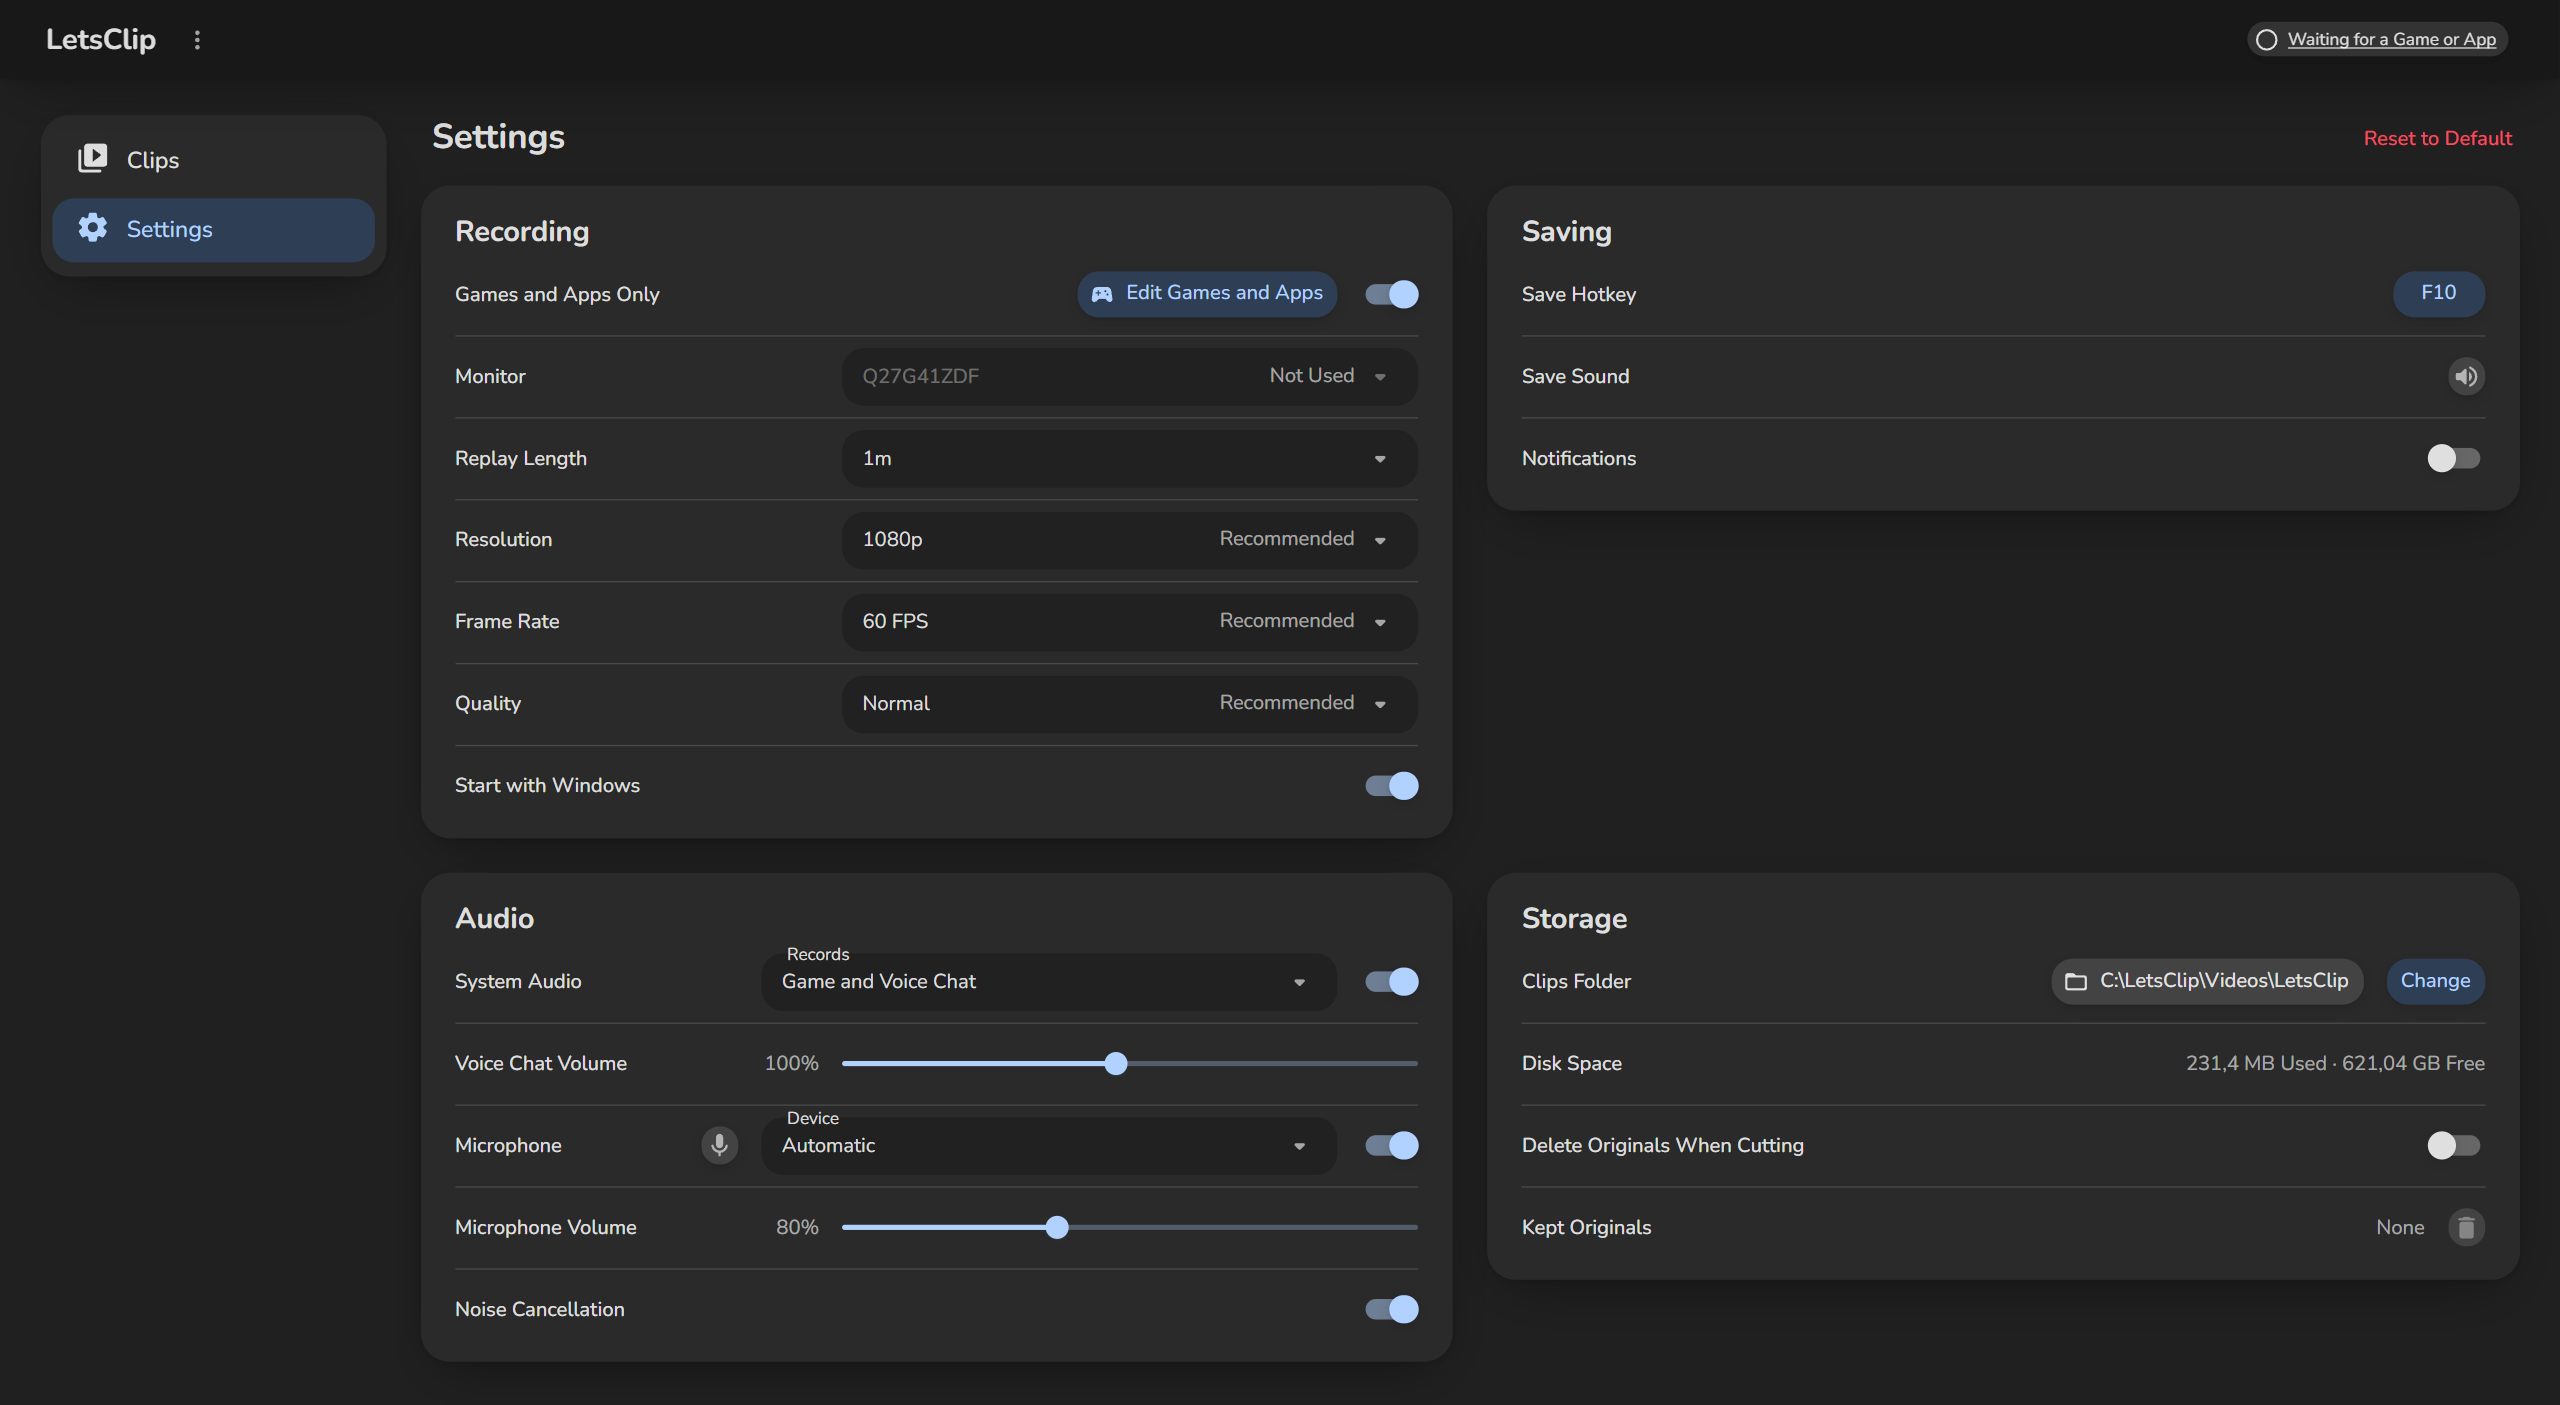 LetsClip
Waiting for a Game or App
Clips
Settings
Settings
Reset to Default
Recording
Games and Apps Only
Edit Games and Apps
Monitor
Q27G41ZDF
Not Used
Replay Length
1m
Resolution
1080p
Recommended
Frame Rate
60 FPS
Recommended
Quality
Normal
Recommended
Start with Windows
Saving
Save Hotkey
F10
Save Sound
Notifications
Audio
System Audio
Records
Game and Voice Chat
Voice Chat Volume
100%
Microphone
Device
Automatic
Microphone Volume
80%
Noise Cancellation
Storage
Clips Folder
C:\LetsClip\Videos\LetsClip
Change
Disk Space
231,4 MB Used · 621,04 GB Free
Delete Originals When Cutting
Kept Originals
None